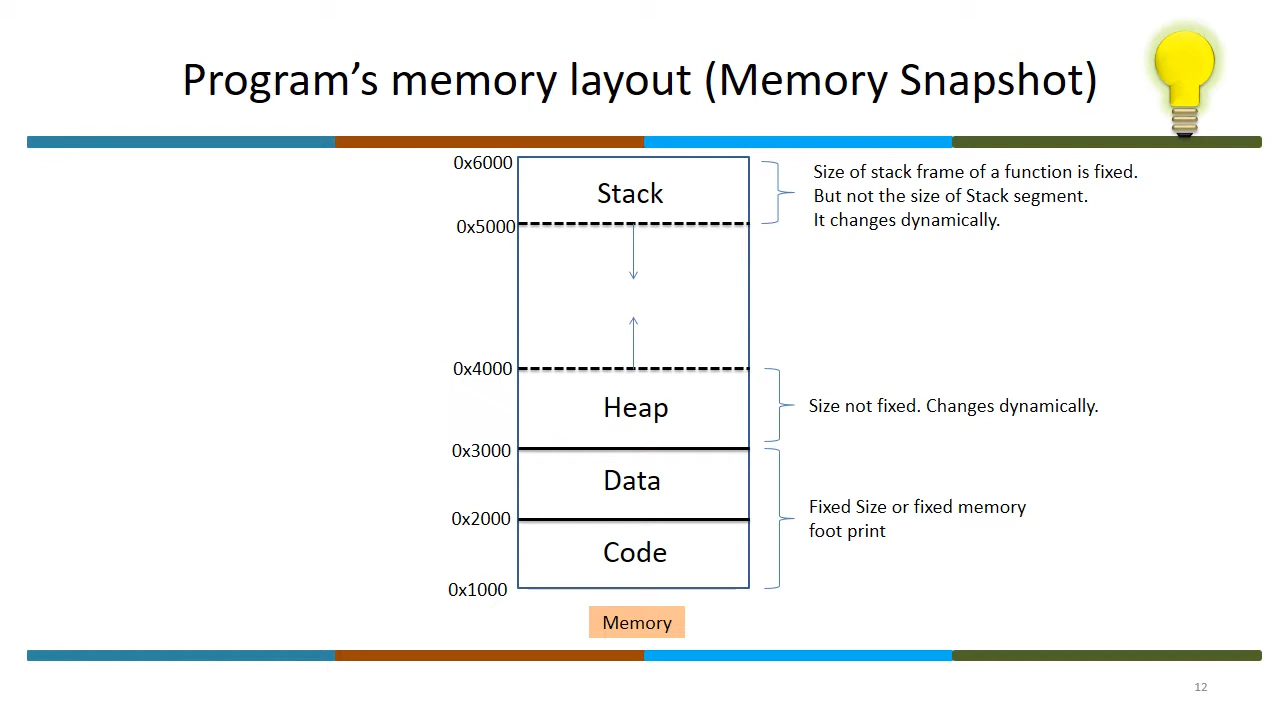 Program’s memory layout (Memory Snapshot)
0x6000
Stack
Size of stack frame of a function is fixed.
But not the size of Stack segment.
It changes dynamically.
0x5000
0x4000
Heap
Size not fixed. Changes dynamically.
0x3000
Data
Fixed Size or fixed memory
foot print
0x2000
Code
0x1000
Memory
12